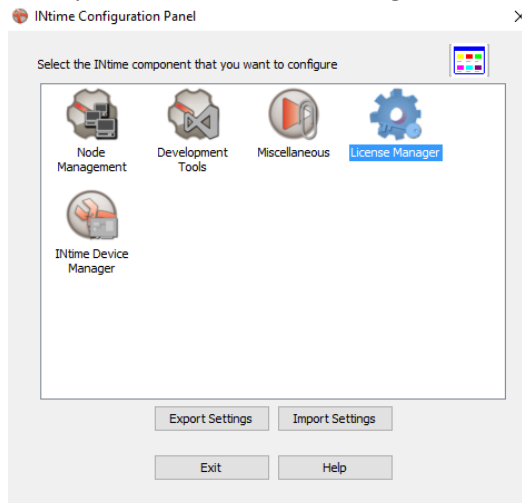 INtime Configuration Panel
Select the INtime component that you want to configure
Node
Management
Development
Tools
Miscellaneous
License Manager
INtime Device
Manager
Export Settings
Import Settings
Exit
Help